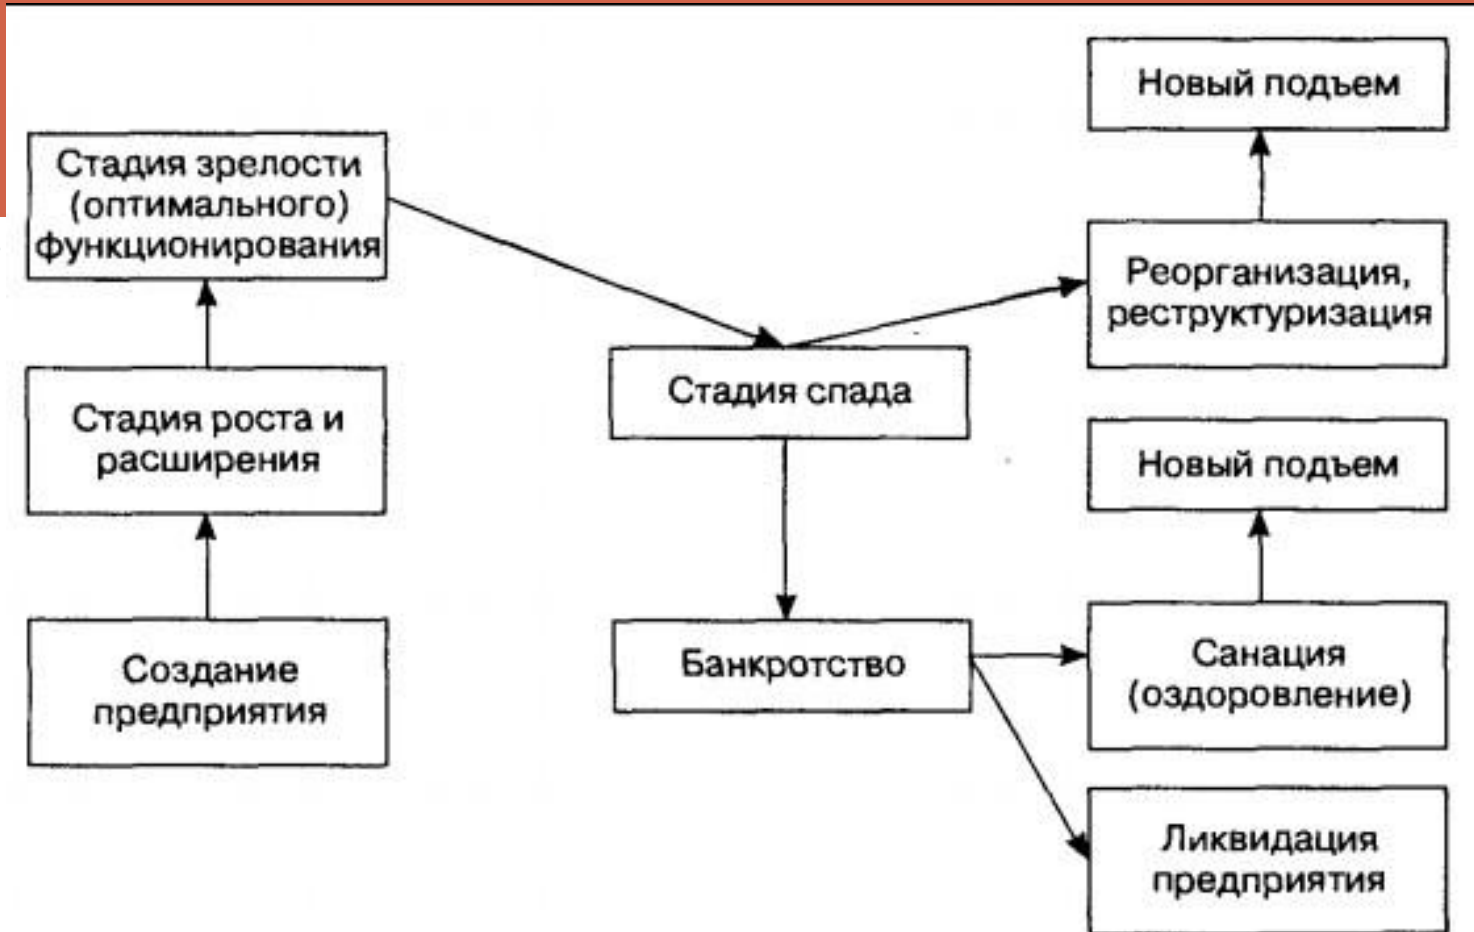 Новый подъем
Стадия зрелости
(оптимального)
функционирования
Реорганизация,
реструктуризация
Стадия спада
Стадия роста и
расширения
Новый подъем
Создание
предприятия
Банкротство
Санация
(оздоровление)
Ликвидация
предприятия